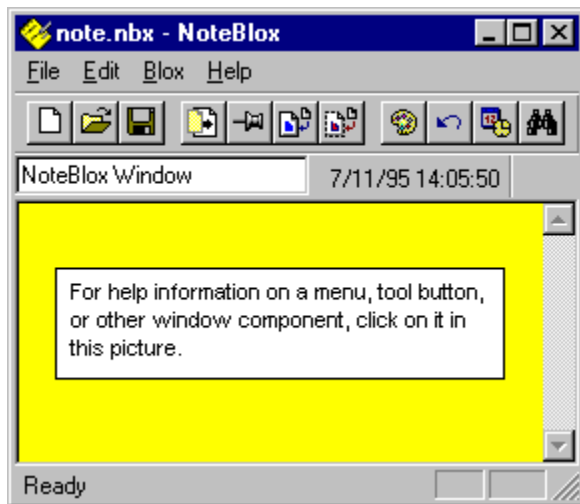 note.nbx - NoteBlox
File Edit Blox Help
NoteBlox Window 7/11/95 14:05:50
For help information on a menu, tool button,
or other window component, click on it in
this picture.
Ready